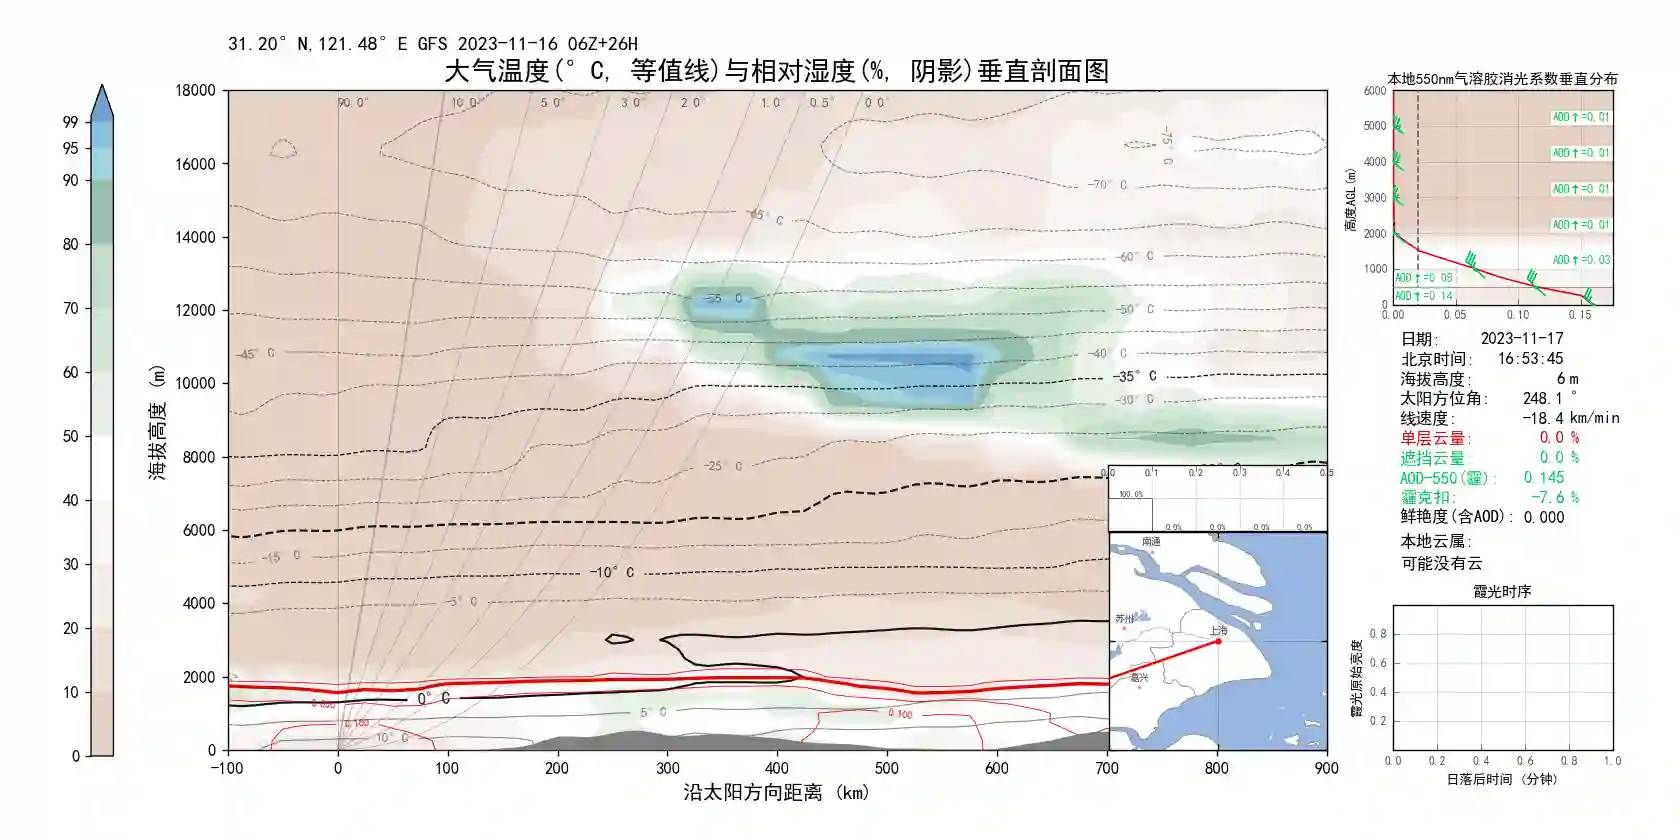 31.20° N,121.48° E GFS 2023-11-16 06Z+26H
大气温度(° C, 等值线)与相对湿度(%, 阴影)垂直剖面图
99
95
90
80
70
60
50
40
30
20
10
0
海拔高度 (m)
18000
16000
14000
12000
10000
8000
6000
4000
2000
0
90.0° 10.0° 5.0° 3.0° 2.0° 1.0 0.5° 0.0°
-75° C
-70° C
-65° C
-60° C
-55° C
-50° C
-45° C
-40° C
-35° C
-30° C
-25° C
-15° C
-10° C
-5° C
0° C
5° C
10° C
0.100
0.100
-100 0 100 200 300 400 500 600 700 800 900
沿太阳方向距离 (km)
0.0 0.1 0.2 0.3 0.4 0.5
100.0%
0.0% 0.0% 0.0% 0.0%
南通
苏州
上海
嘉兴
本地550nm气溶胶消光系数垂直分布
高度AGL(m)
6000
5000
4000
3000
2000
1000
0
AOD↑=0.01
AOD↑=0.01
AOD↑=0.01
AOD↑=0.01
AOD↑=0.03
AOD↑=0.08
AOD↑=0.14
0.00 0.05 0.10 0.15
日期: 2023-11-17
北京时间: 16:53:45
海拔高度: 6 m
太阳方位角: 248.1 °
线速度: -18.4 km/min
单层云量: 0.0 %
遮挡云量: 0.0 %
AOD-550(霾): 0.145
霾克扣: -7.6 %
鲜艳度(含AOD): 0.000
本地云属:
可能没有云
霞光时序
霞光原始亮度
0.8
0.6
0.4
0.2
0.0 0.2 0.4 0.6 0.8 1.0
日落后时间 (分钟)